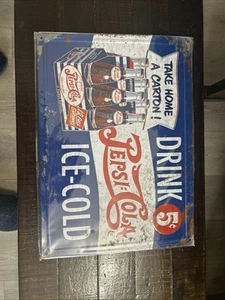 TAKE HOME
A CARTON!
PEPSI-COLA
DRINK 5¢
PEPSI-COLA
ICE-COLD